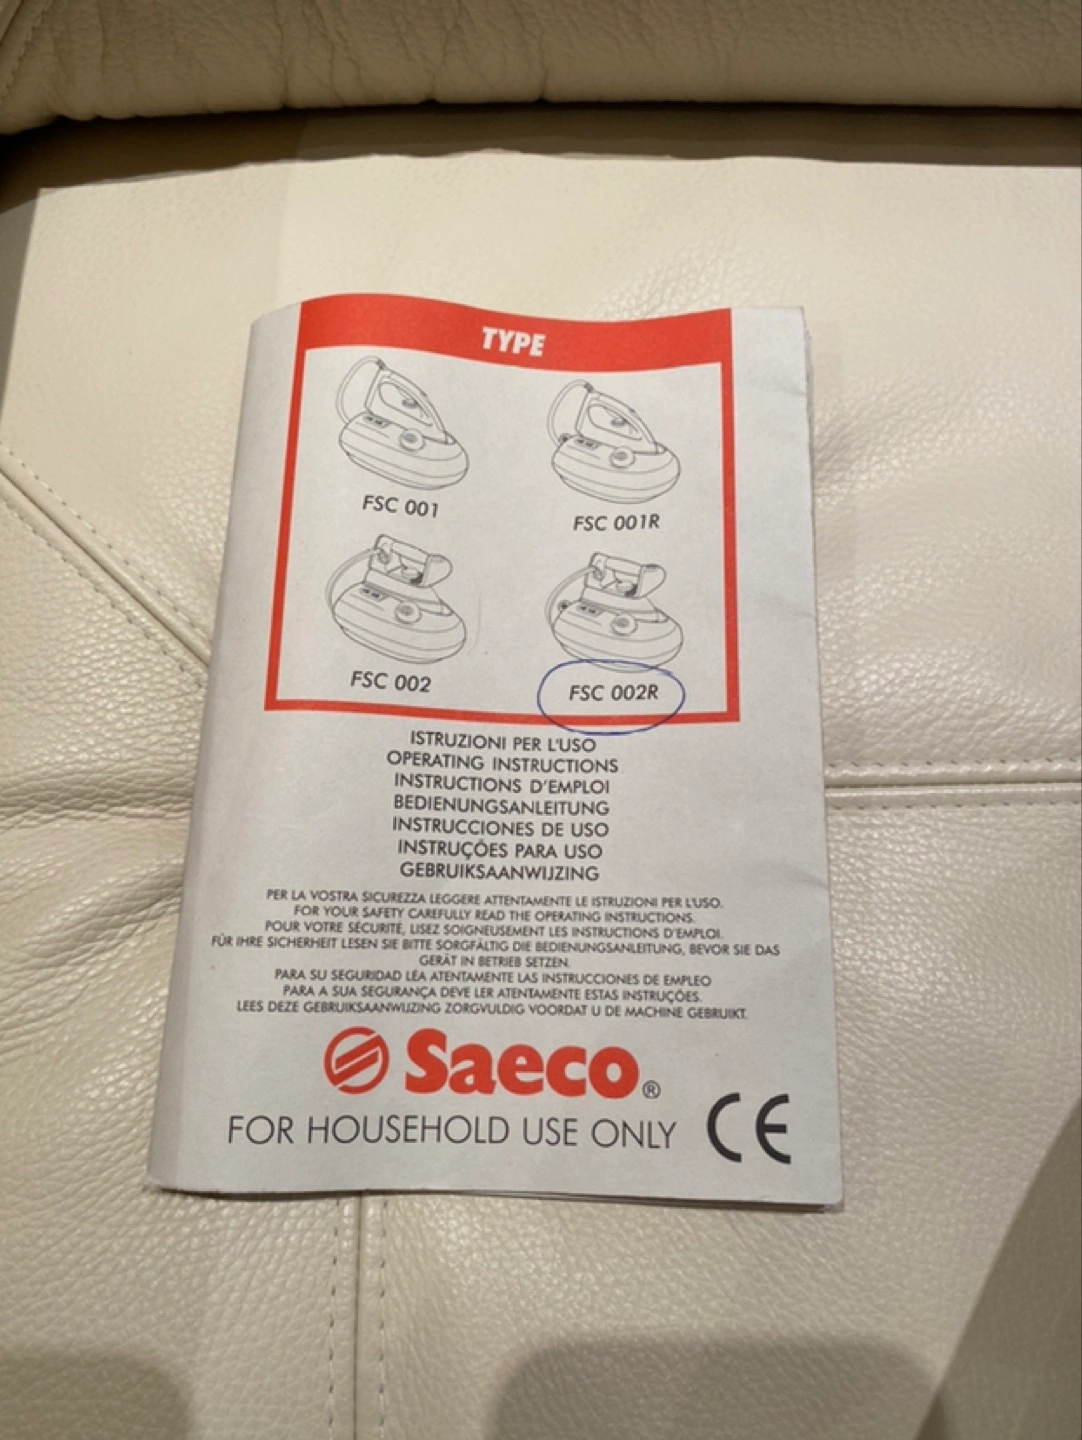 TYPE
FSC 001
FSC 001R
FSC 002
FSC 002R
ISTRUZIONI PER L'USO
OPERATING INSTRUCTIONS
INSTRUCTIONS D'EMPLOI
BEDIENUNGSANLEITUNG
INSTRUCCIONES DE USO
INSTRUÇÕES PARA USO
GEBRUIKSAANWIJZING
PER LA VOSTRA SICUREZZA LEGGERE ATTENTAMENTE LE ISTRUZIONI PER L'USO.
FOR YOUR SAFETY CAREFULLY READ THE OPERATING INSTRUCTIONS.
POUR VOTRE SÉCURITÉ, LISEZ SOIGNEUSEMENT LES INSTRUCTIONS D'EMPLOI.
FÜR IHRE SICHERHEIT LESEN SIE BITTE SORGFÄLTIG DIE BEDIENUNGSANLEITUNG, BEVOR SIE DAS
GERÄT IN BETRIEB SETZEN.
PARA SU SEGURIDAD LEA ATENTAMENTE LAS INSTRUCCIONES DE EMPLEO
PARA A SUA SEGURANÇA DEVE LER ATENTAMENTE ESTAS INSTRUÇÕES.
LEES DEZE GEBRUIKSAANWIJZING ZORGVULDIG VOORDAT U DE MACHINE GEBRUIKT.
Saeco®
FOR HOUSEHOLD USE ONLY CE